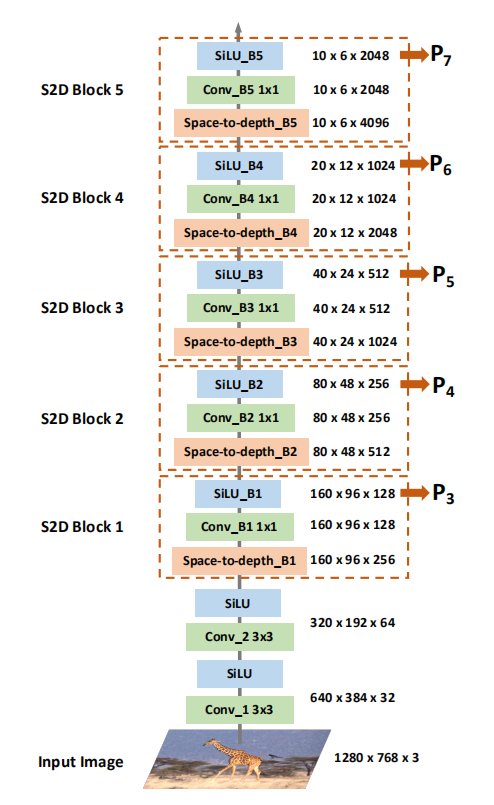 SiLU_B5 10 x 6 x 2048 P7
S2D Block 5 Conv_B5 1x1 10 x 6 x 2048
Space-to-depth_B5 10 x 6 x 4096
SiLU_B4 20 x 12 x 1024 P6
S2D Block 4 Conv_B4 1x1 20 x 12 x 1024
Space-to-depth_B4 20 x 12 x 2048
SiLU_B3 40 x 24 x 512 P5
S2D Block 3 Conv_B3 1x1 40 x 24 x 512
Space-to-depth_B3 40 x 24 x 1024
SiLU_B2 80 x 48 x 256 P4
S2D Block 2 Conv_B2 1x1 80 x 48 x 256
Space-to-depth_B2 80 x 48 x 512
SiLU_B1 160 x 96 x 128 P3
S2D Block 1 Conv_B1 1x1 160 x 96 x 128
Space-to-depth_B1 160 x 96 x 256
SiLU
320 x 192 x 64
Conv_2 3x3
SiLU
640 x 384 x 32
Conv_1 3x3
Input Image 1280 x 768 x 3